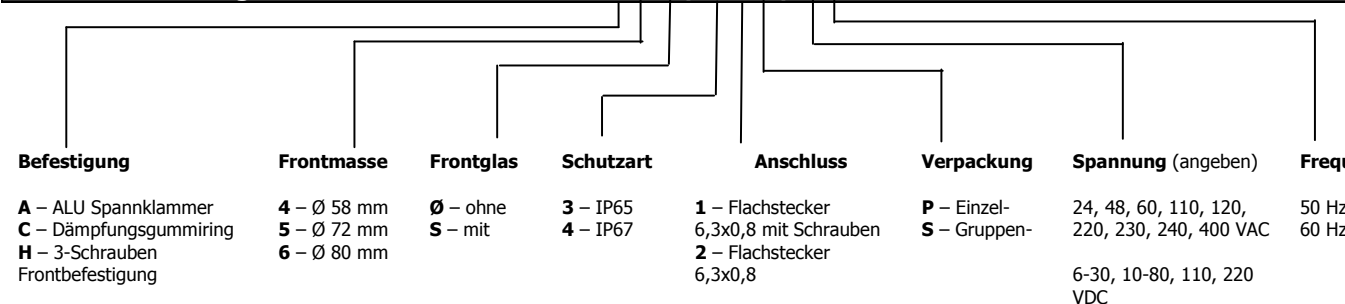 Befestigung
A – ALU Spannklammer
C – Dämpfungsgummiring
H – 3-Schrauben
Frontbefestigung
Frontmasse
4 – Ø 58 mm
5 – Ø 72 mm
6 – Ø 80 mm
Frontglas
Ø – ohne
S – mit
Schutzart
3 – IP65
4 – IP67
Anschluss
1 – Flachstecker
6,3x0,8 mit Schrauben
2 – Flachstecker
6,3x0,8
Verpackung
P – Einzel-
S – Gruppen-
Spannung (angeben)
24, 48, 60, 110, 120,
220, 230, 240, 400 VAC
6-30, 10-80, 110, 220
VDC
50 Hz
60 Hz